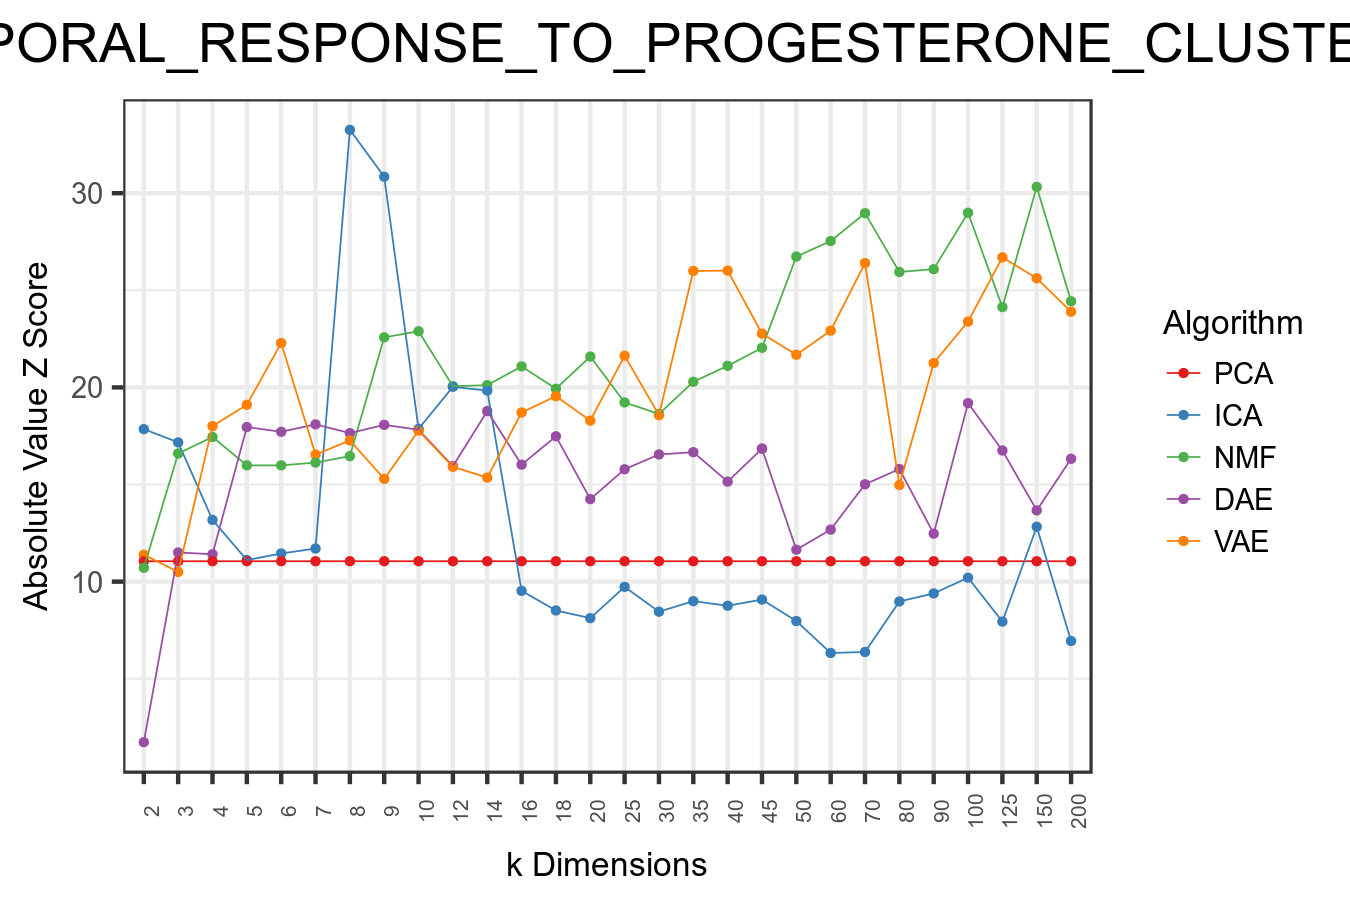 PORAL_RESPONSE_TO_PROGESTERONE_CLUSTE
Absolute Value Z Score
30
20
10
2 3 4 5 6 7 8 9 10 12 14 16 18 20 25 30 35 40 45 50 60 70 80 90 100 125 150 200
k Dimensions
Algorithm
PCA
ICA
NMF
DAE
VAE